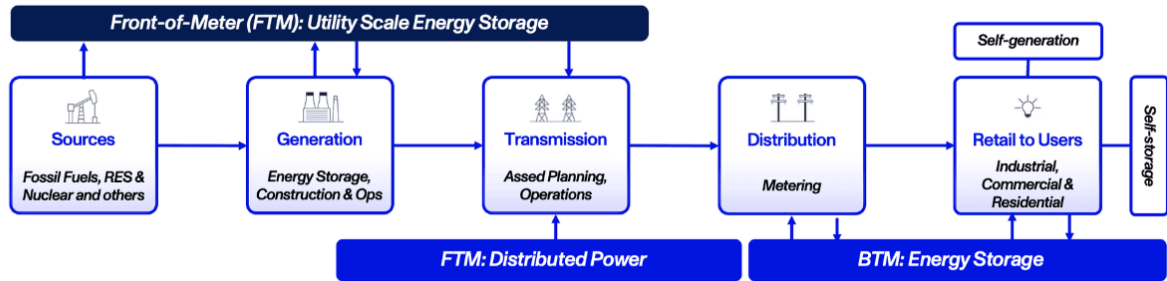 Front-of-Meter (FTM): Utility Scale Energy Storage
Self-generation
Sources
Fossil Fuels, RES &
Nuclear and others
Generation
Energy Storage,
Construction & Ops
Transmission
Assed Planning,
Operations
Distribution
Metering
Retail to Users
Industrial,
Commercial &
Residential
Self-storage
FTM: Distributed Power
BTM: Energy Storage